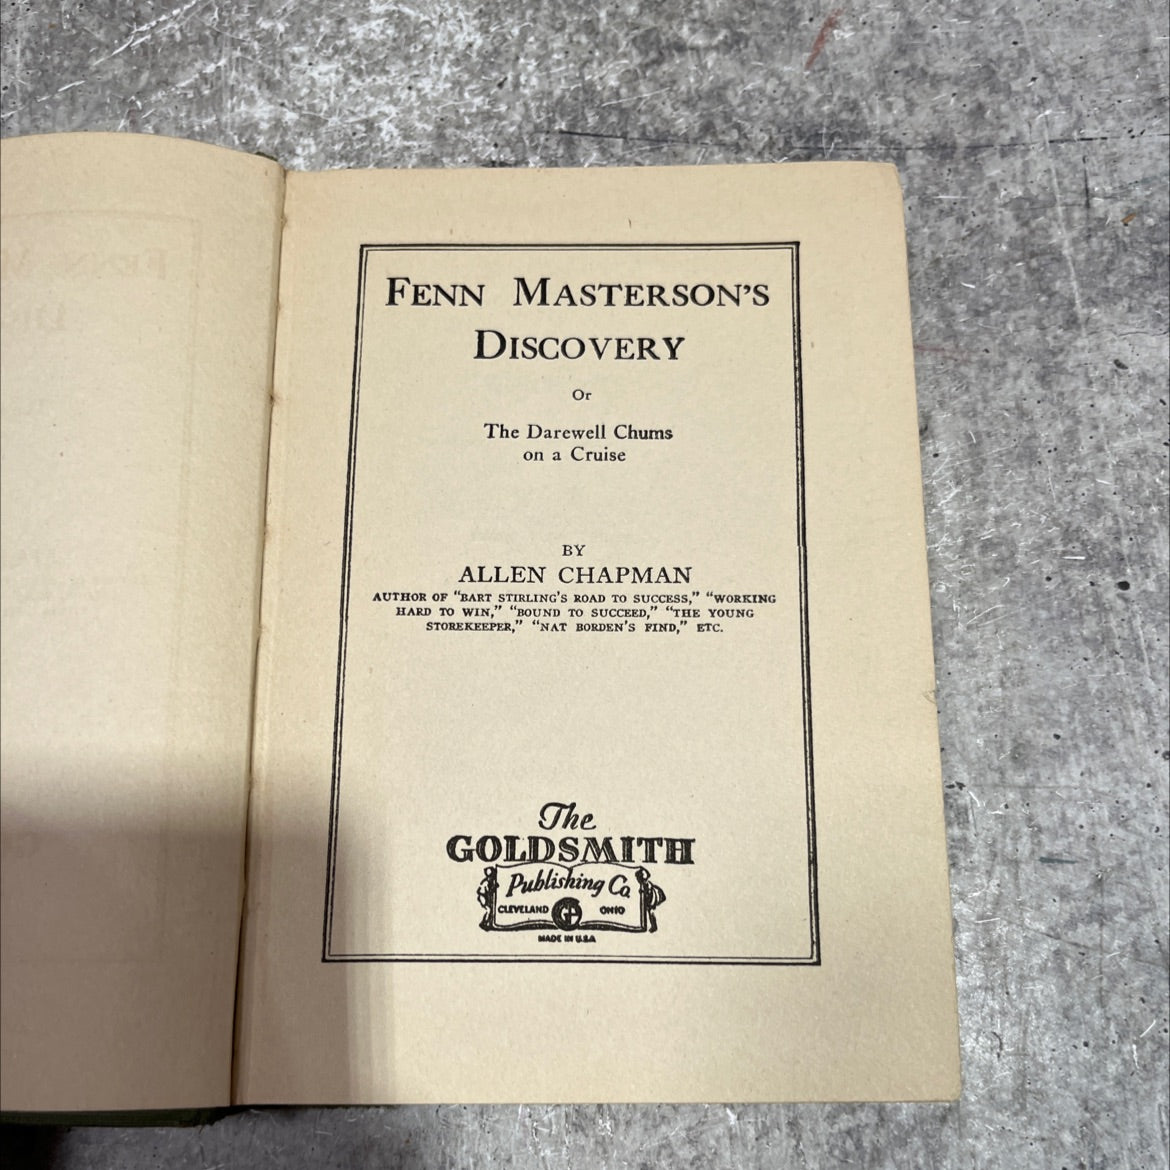 FENN MASTERSON'S
DISCOVERY
Or
The Darewell Chums
on a Cruise
BY
ALLEN CHAPMAN
AUTHOR OF "BART STIRLING'S ROAD TO SUCCESS," "WORKING
HARD TO WIN," "BOUND TO SUCCEED," "THE YOUNG
STOREKEEPER," "NAT BORDEN'S FIND," ETC.
The
GOLDSMITH
Publishing Co.
CLEVELAND OHIO
MADE IN U.S.A